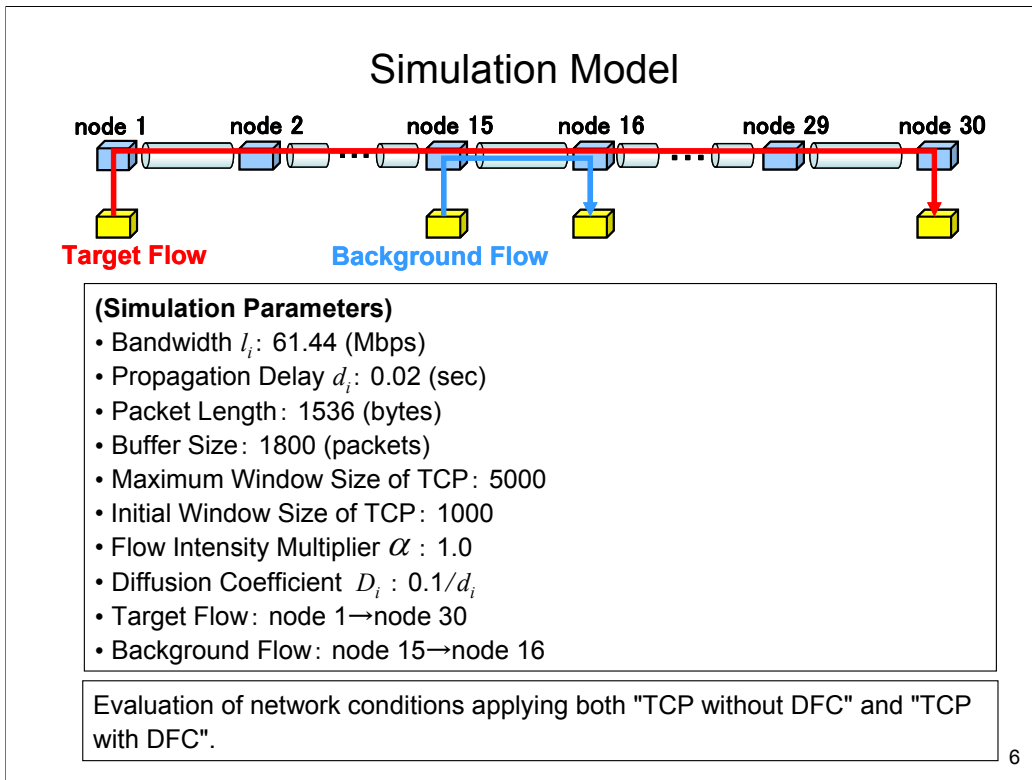 Simulation Model
node 1 node 2 node 15 node 16 node 29 node 30
... ...
Target Flow Background Flow
(Simulation Parameters)
• Bandwidth lᵢ: 61.44 (Mbps)
• Propagation Delay dᵢ: 0.02 (sec)
• Packet Length: 1536 (bytes)
• Buffer Size: 1800 (packets)
• Maximum Window Size of TCP: 5000
• Initial Window Size of TCP: 1000
• Flow Intensity Multiplier α : 1.0
• Diffusion Coefficient Dᵢ : 0.1/dᵢ
• Target Flow: node 1→node 30
• Background Flow: node 15→node 16
Evaluation of network conditions applying both "TCP without DFC" and "TCP
with DFC".
6